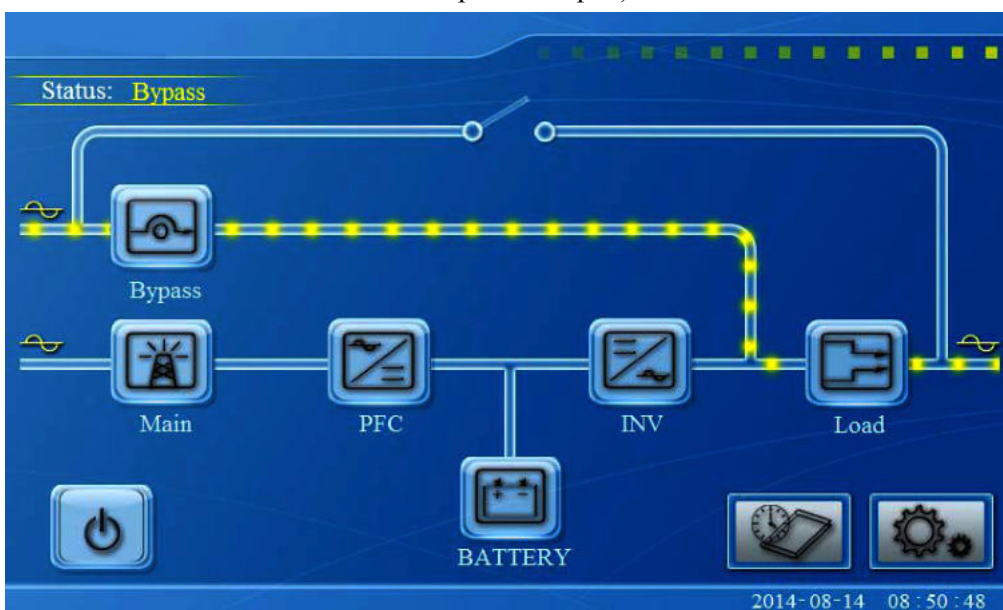 Status: Bypass
Bypass
Main
PFC
INV
Load
BATTERY
2014-08-14 08:50:48